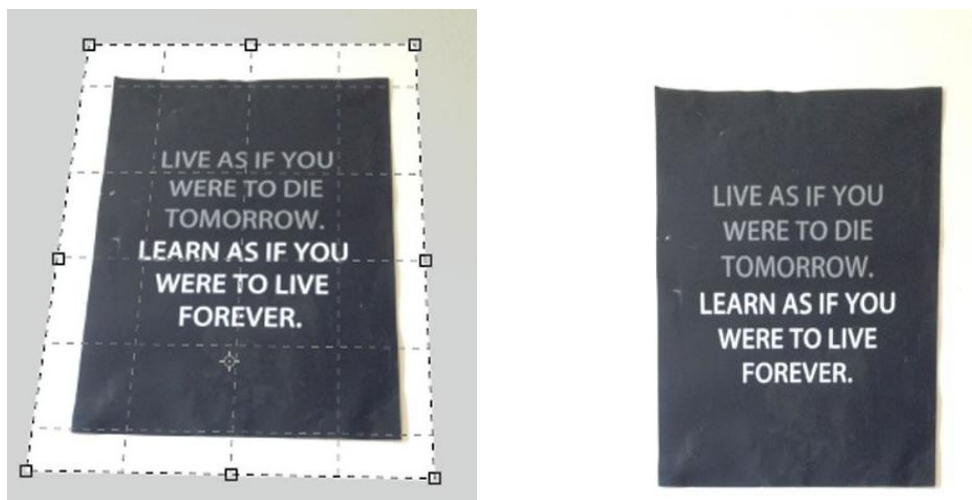 LIVE AS IF YOU
WERE TO DIE
TOMORROW.
LEARN AS IF YOU
WERE TO LIVE
FOREVER.
LIVE AS IF YOU
WERE TO DIE
TOMORROW.
LEARN AS IF YOU
WERE TO LIVE
FOREVER.